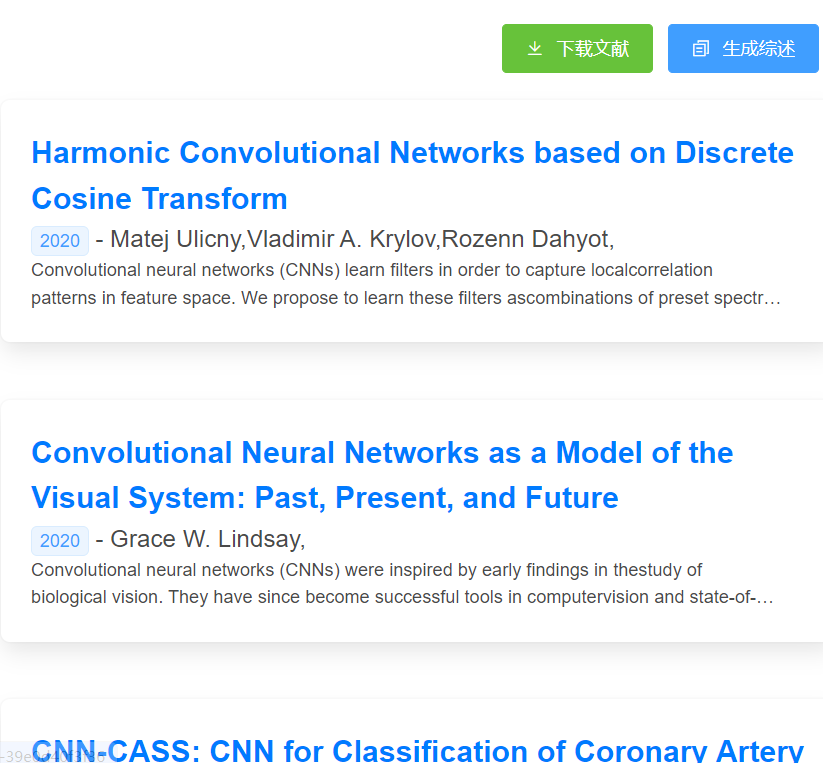 下载文献 生成综述
Harmonic Convolutional Networks based on Discrete
Cosine Transform
2020 - Matej Ulicny,Vladimir A. Krylov,Rozenn Dahyot,
Convolutional neural networks (CNNs) learn filters in order to capture localcorrelation
patterns in feature space. We propose to learn these filters ascombinations of preset spectr…
Convolutional Neural Networks as a Model of the
Visual System: Past, Present, and Future
2020 - Grace W. Lindsay,
Convolutional neural networks (CNNs) were inspired by early findings in thestudy of
biological vision. They have since become successful tools in computervision and state-of-…
CNN-CASS: CNN for Classification of Coronary Artery